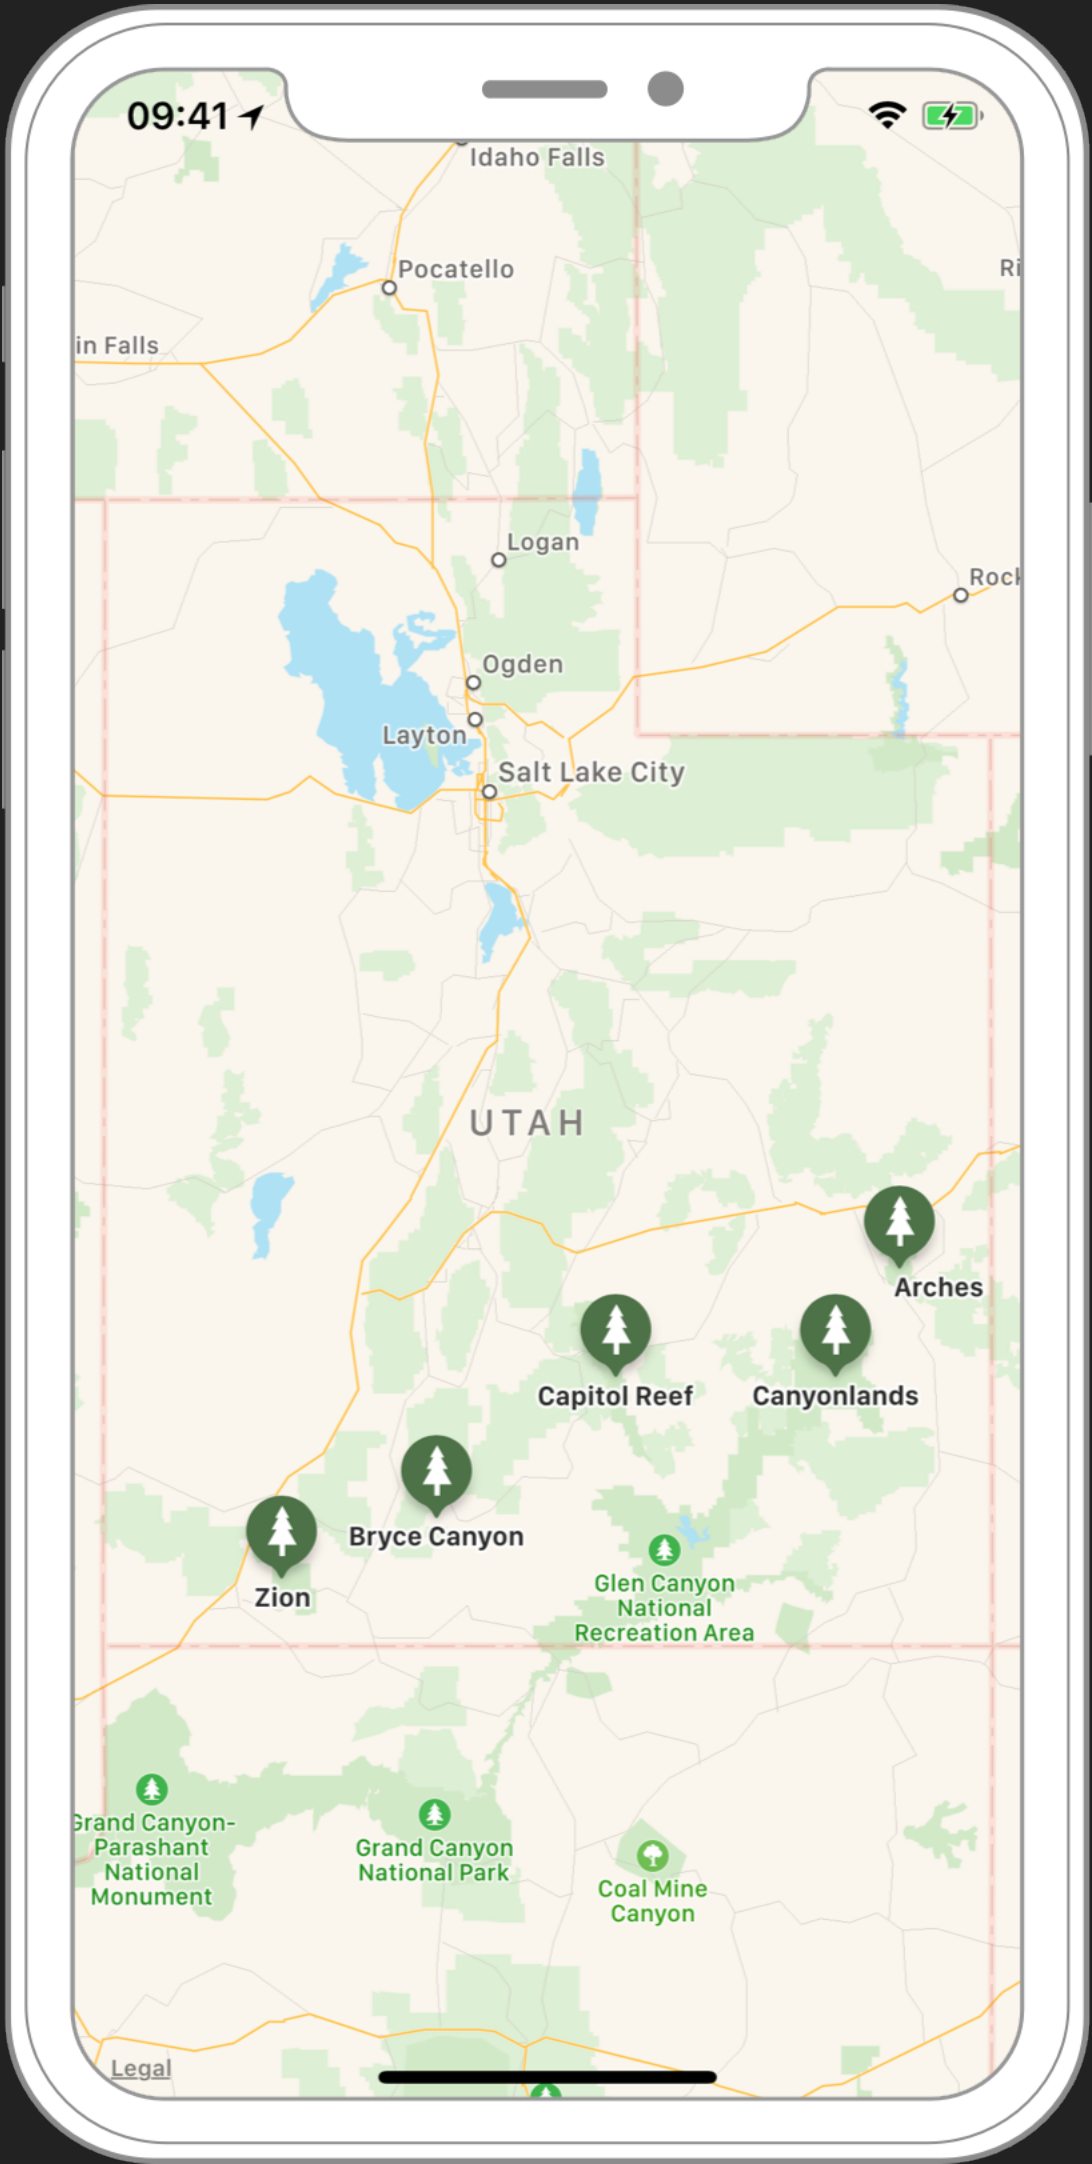 09:41
Idaho Falls
Pocatello
Ri
in Falls
Logan
Rock
Ogden
Layton
Salt Lake City
UTAH
Arches
Capitol Reef
Canyonlands
Bryce Canyon
Zion
Glen Canyon
National
Recreation Area
Grand Canyon-
Parashant
National
Monument
Grand Canyon
National Park
Coal Mine
Canyon
Legal